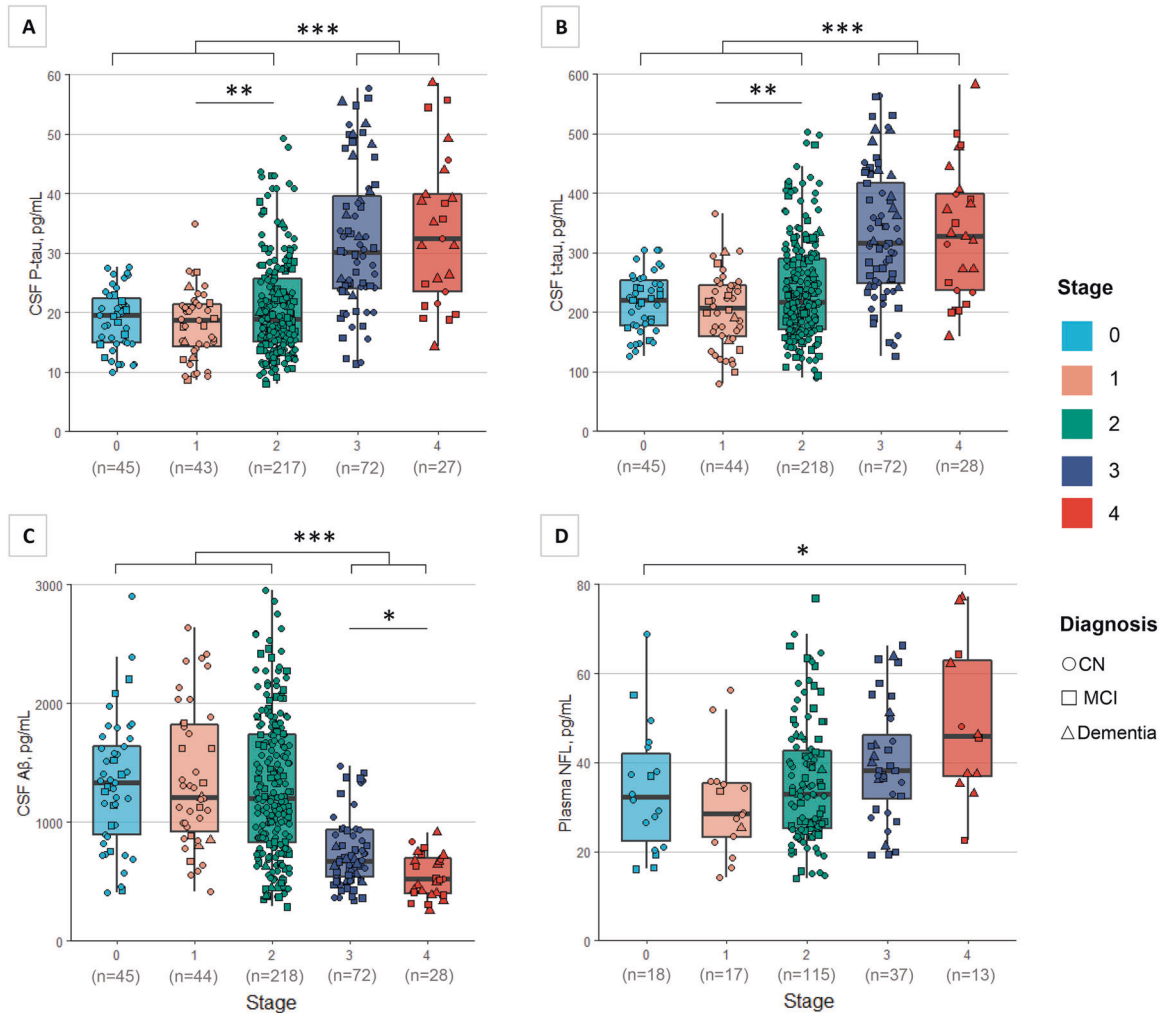 A
***
**
CSF P-tau, pg/mL
60
50
40
30
20
10
0
0 1 2 3 4
(n=45) (n=43) (n=217) (n=72) (n=27)
B
***
**
CSF t-tau, pg/mL
600
500
400
300
200
100
0
0 1 2 3 4
(n=45) (n=44) (n=218) (n=72) (n=28)
Stage
0
1
2
3
4
C
***
*
CSF Aβ, pg/mL
3000
2000
1000
0
0 1 2 3 4
(n=45) (n=44) (n=218) (n=72) (n=28)
Stage
D
*
Plasma NFL, pg/mL
80
60
40
20
0
0 1 2 3 4
(n=18) (n=17) (n=115) (n=37) (n=13)
Stage
Diagnosis
CN
MCI
Dementia